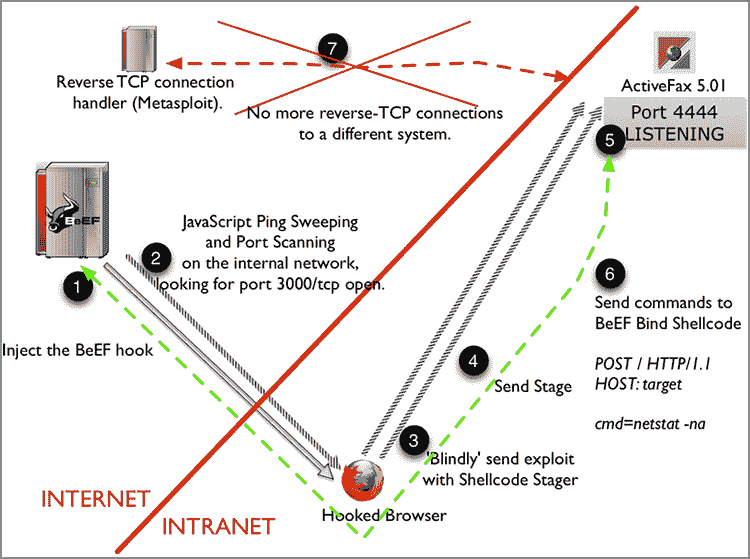 7
Reverse TCP connection
handler (Metasploit).
No more reverse-TCP connections
to a different system.
ActiveFax 5.01
Port 4444
LISTENING
5
BeEF
JavaScript Ping Sweeping
and Port Scanning
on the internal network,
looking for port 3000/tcp open.
2
1
Inject the BeEF hook
6
Send commands to
BeEF Bind Shellcode
POST / HTTP/1.1
HOST: target
cmd=netstat -na
4
Send Stage
3
'Blindly' send exploit
with Shellcode Stager
Hooked Browser
INTERNET
INTRANET